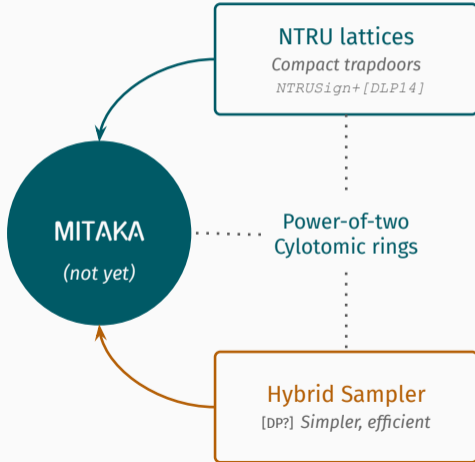 NTRU lattices
Compact trapdoors
NTRUSign+[DLP14]
MITAKA
(not yet)
Power-of-two
Cylotomic rings
Hybrid Sampler
[DP?] Simpler, efficient